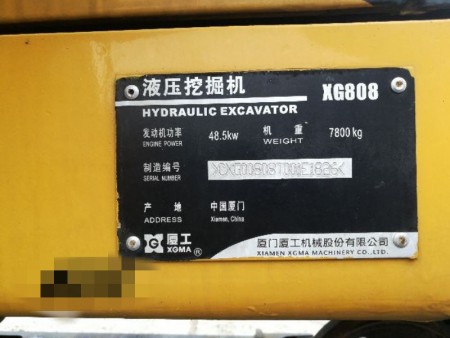 液压挖掘机 XG808
HYDRAULIC EXCAVATOR
发动机功率 48.5kw 机 重 7800kg
ENGINE POWER WEIGHT
制造编号
SERIAL NUMBER
产 地 中国厦门
ADDRESS Xiamen, China
厦工 厦门厦工机械股份有限公司
XGMA ® XIAMEN XGMA MACHINERY CO., LTD.